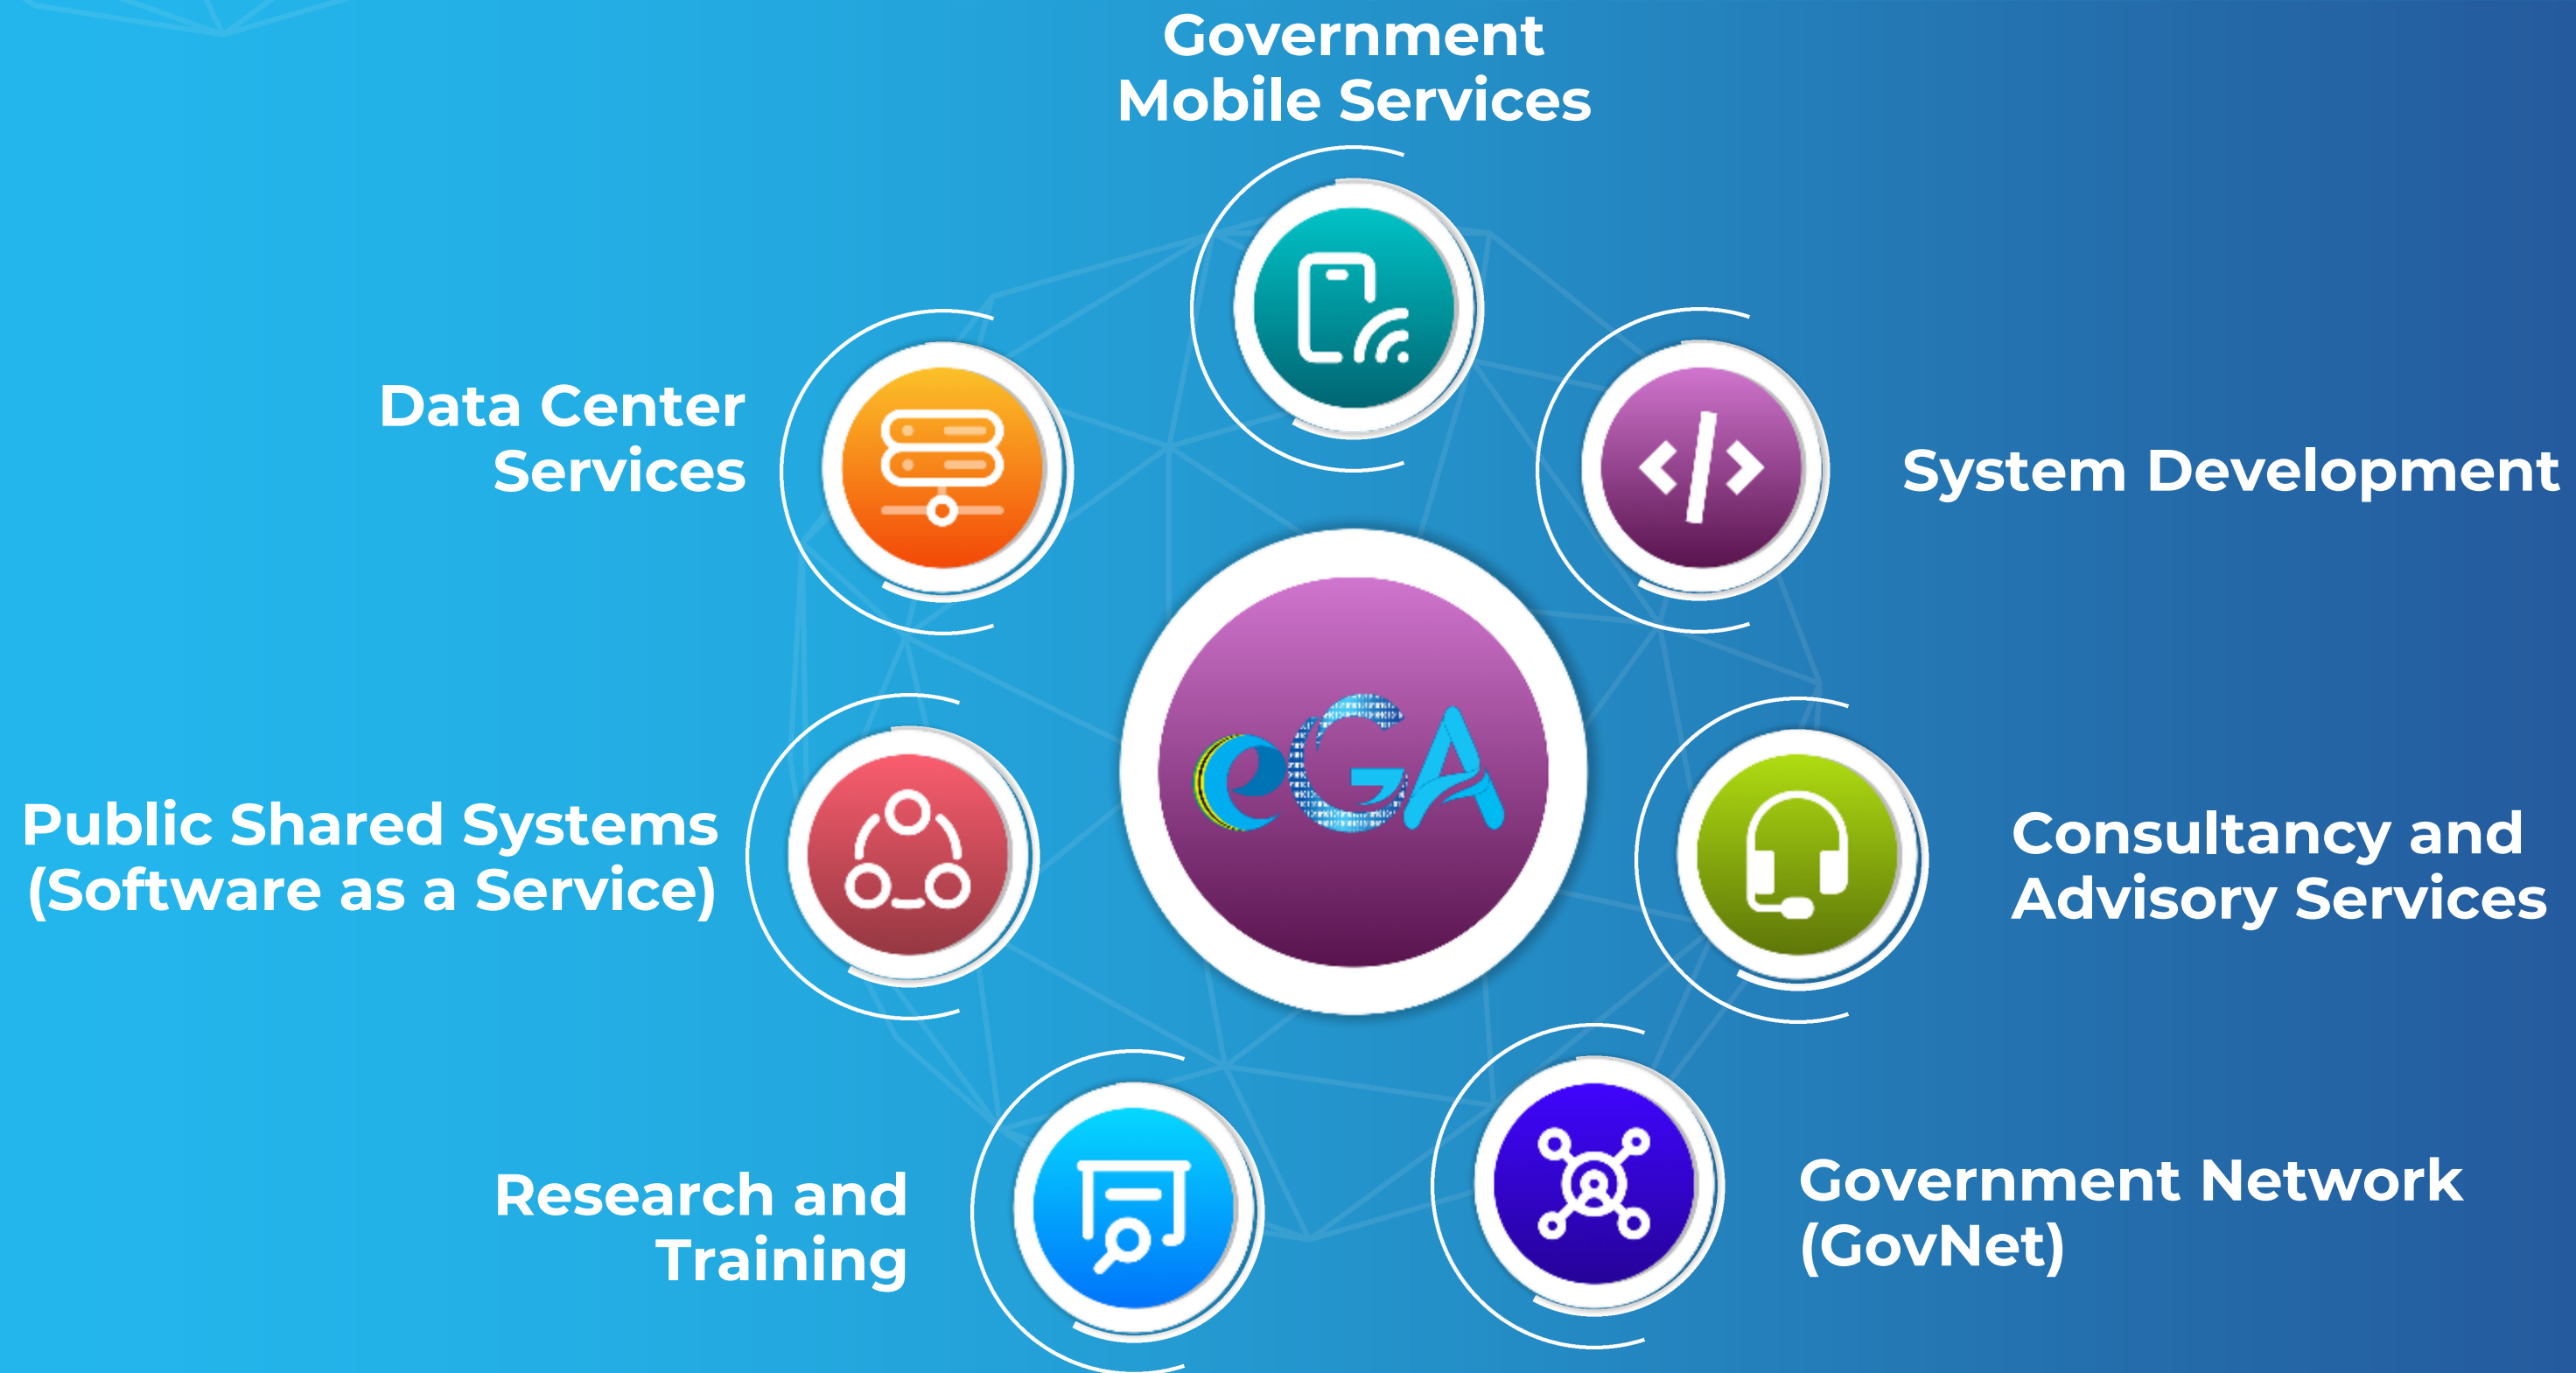 Government
Mobile Services
Data Center
Services
System Development
eGA
Public Shared Systems
(Software as a Service)
Consultancy and
Advisory Services
Research and
Training
Government Network
(GovNet)